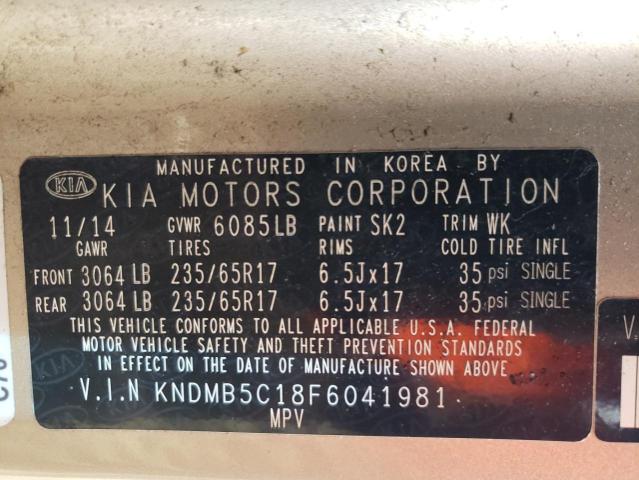 MANUFACTURED IN KOREA BY
KIA KIA MOTORS CORPORATION
11/14 GVWR 6085LB PAINT SK2 TRIM WK
GAWR TIRES RIMS COLD TIRE INFL
FRONT 3064 LB 235/65R17 6.5Jx17 35 psi SINGLE
REAR 3064 LB 235/65R17 6.5Jx17 35 psi SINGLE
THIS VEHICLE CONFORMS TO ALL APPLICABLE U.S.A. FEDERAL
MOTOR VEHICLE SAFETY AND THEFT PREVENTION STANDARDS
IN EFFECT ON THE DATE OF MANUFACTURE SHOWN ABOVE.
V.I.N KNDMB5C18F6041981
MPV